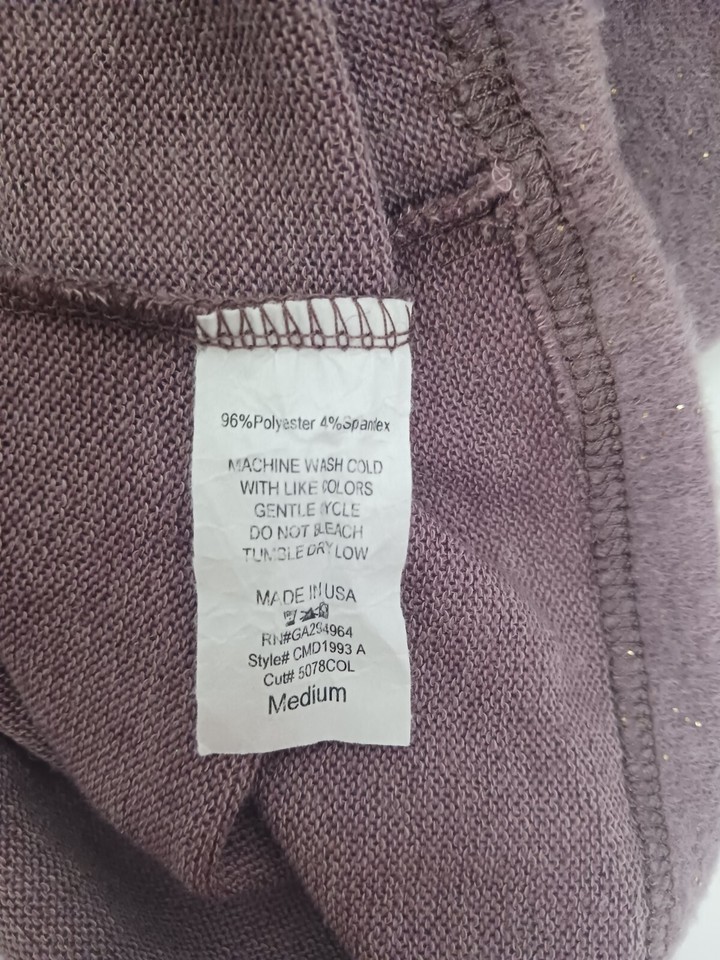 96%Polyester 4%Spandex
MACHINE WASH COLD
WITH LIKE COLORS
GENTLE CYCLE
DO NOT BLEACH
TUMBLE DRY LOW
MADE IN USA
RN#GA294964
Style# CMD1993 A
Cut# 5078COL
Medium